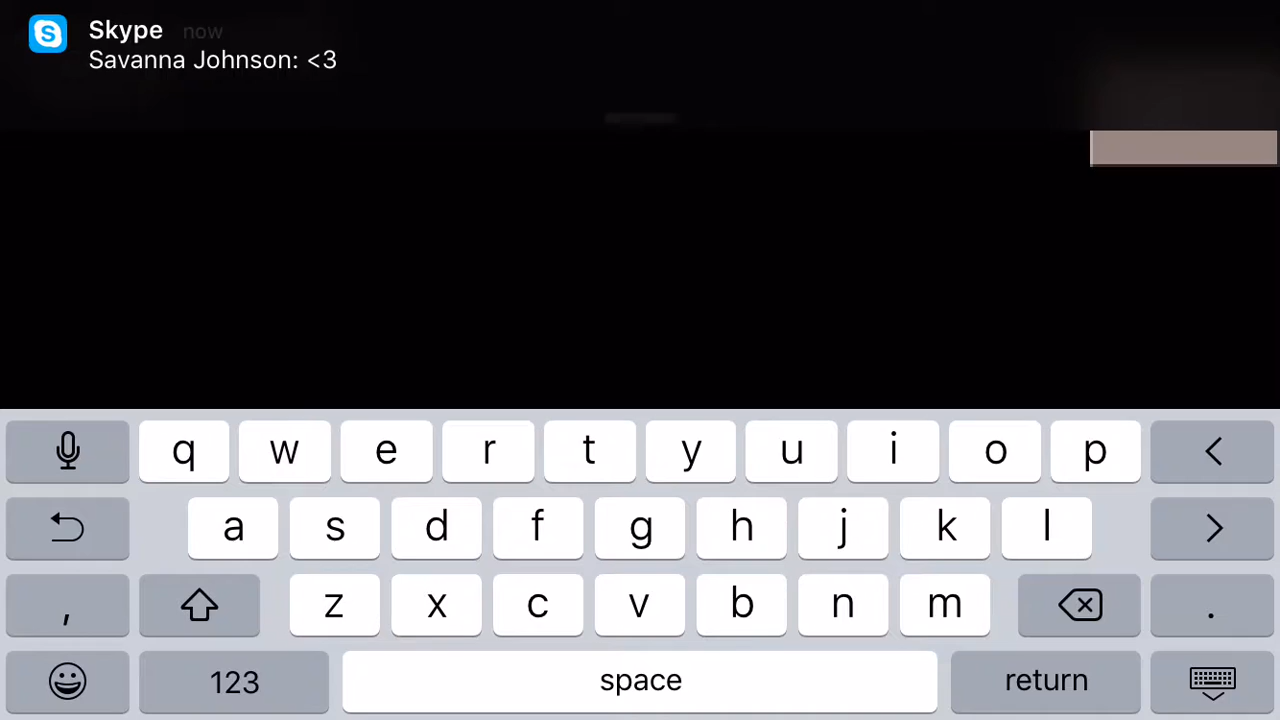 Skype now
Savanna Johnson: <3
q w e r t y u i o p <
a s d f g h j k l >
, z x c v b n m .
123 space return